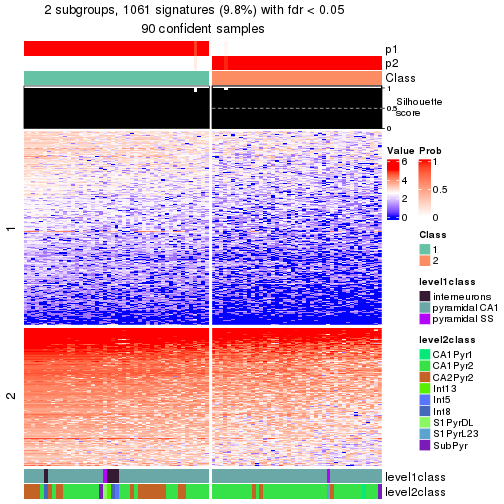 2 subgroups, 1061 signatures (9.8%) with fdr < 0.05
90 confident samples
p1
p2
Class
1
0.5
0
Silhouette
score
1
2
level1class
level2class
Value
6
4
2
0
Prob
1
0.5
0
Class
1
2
level1class
interneurons
pyramidal CA1
pyramidal SS
level2class
CA1Pyr1
CA1Pyr2
CA2Pyr2
Int13
Int5
Int8
S1PyrDL
S1PyrL23
SubPyr